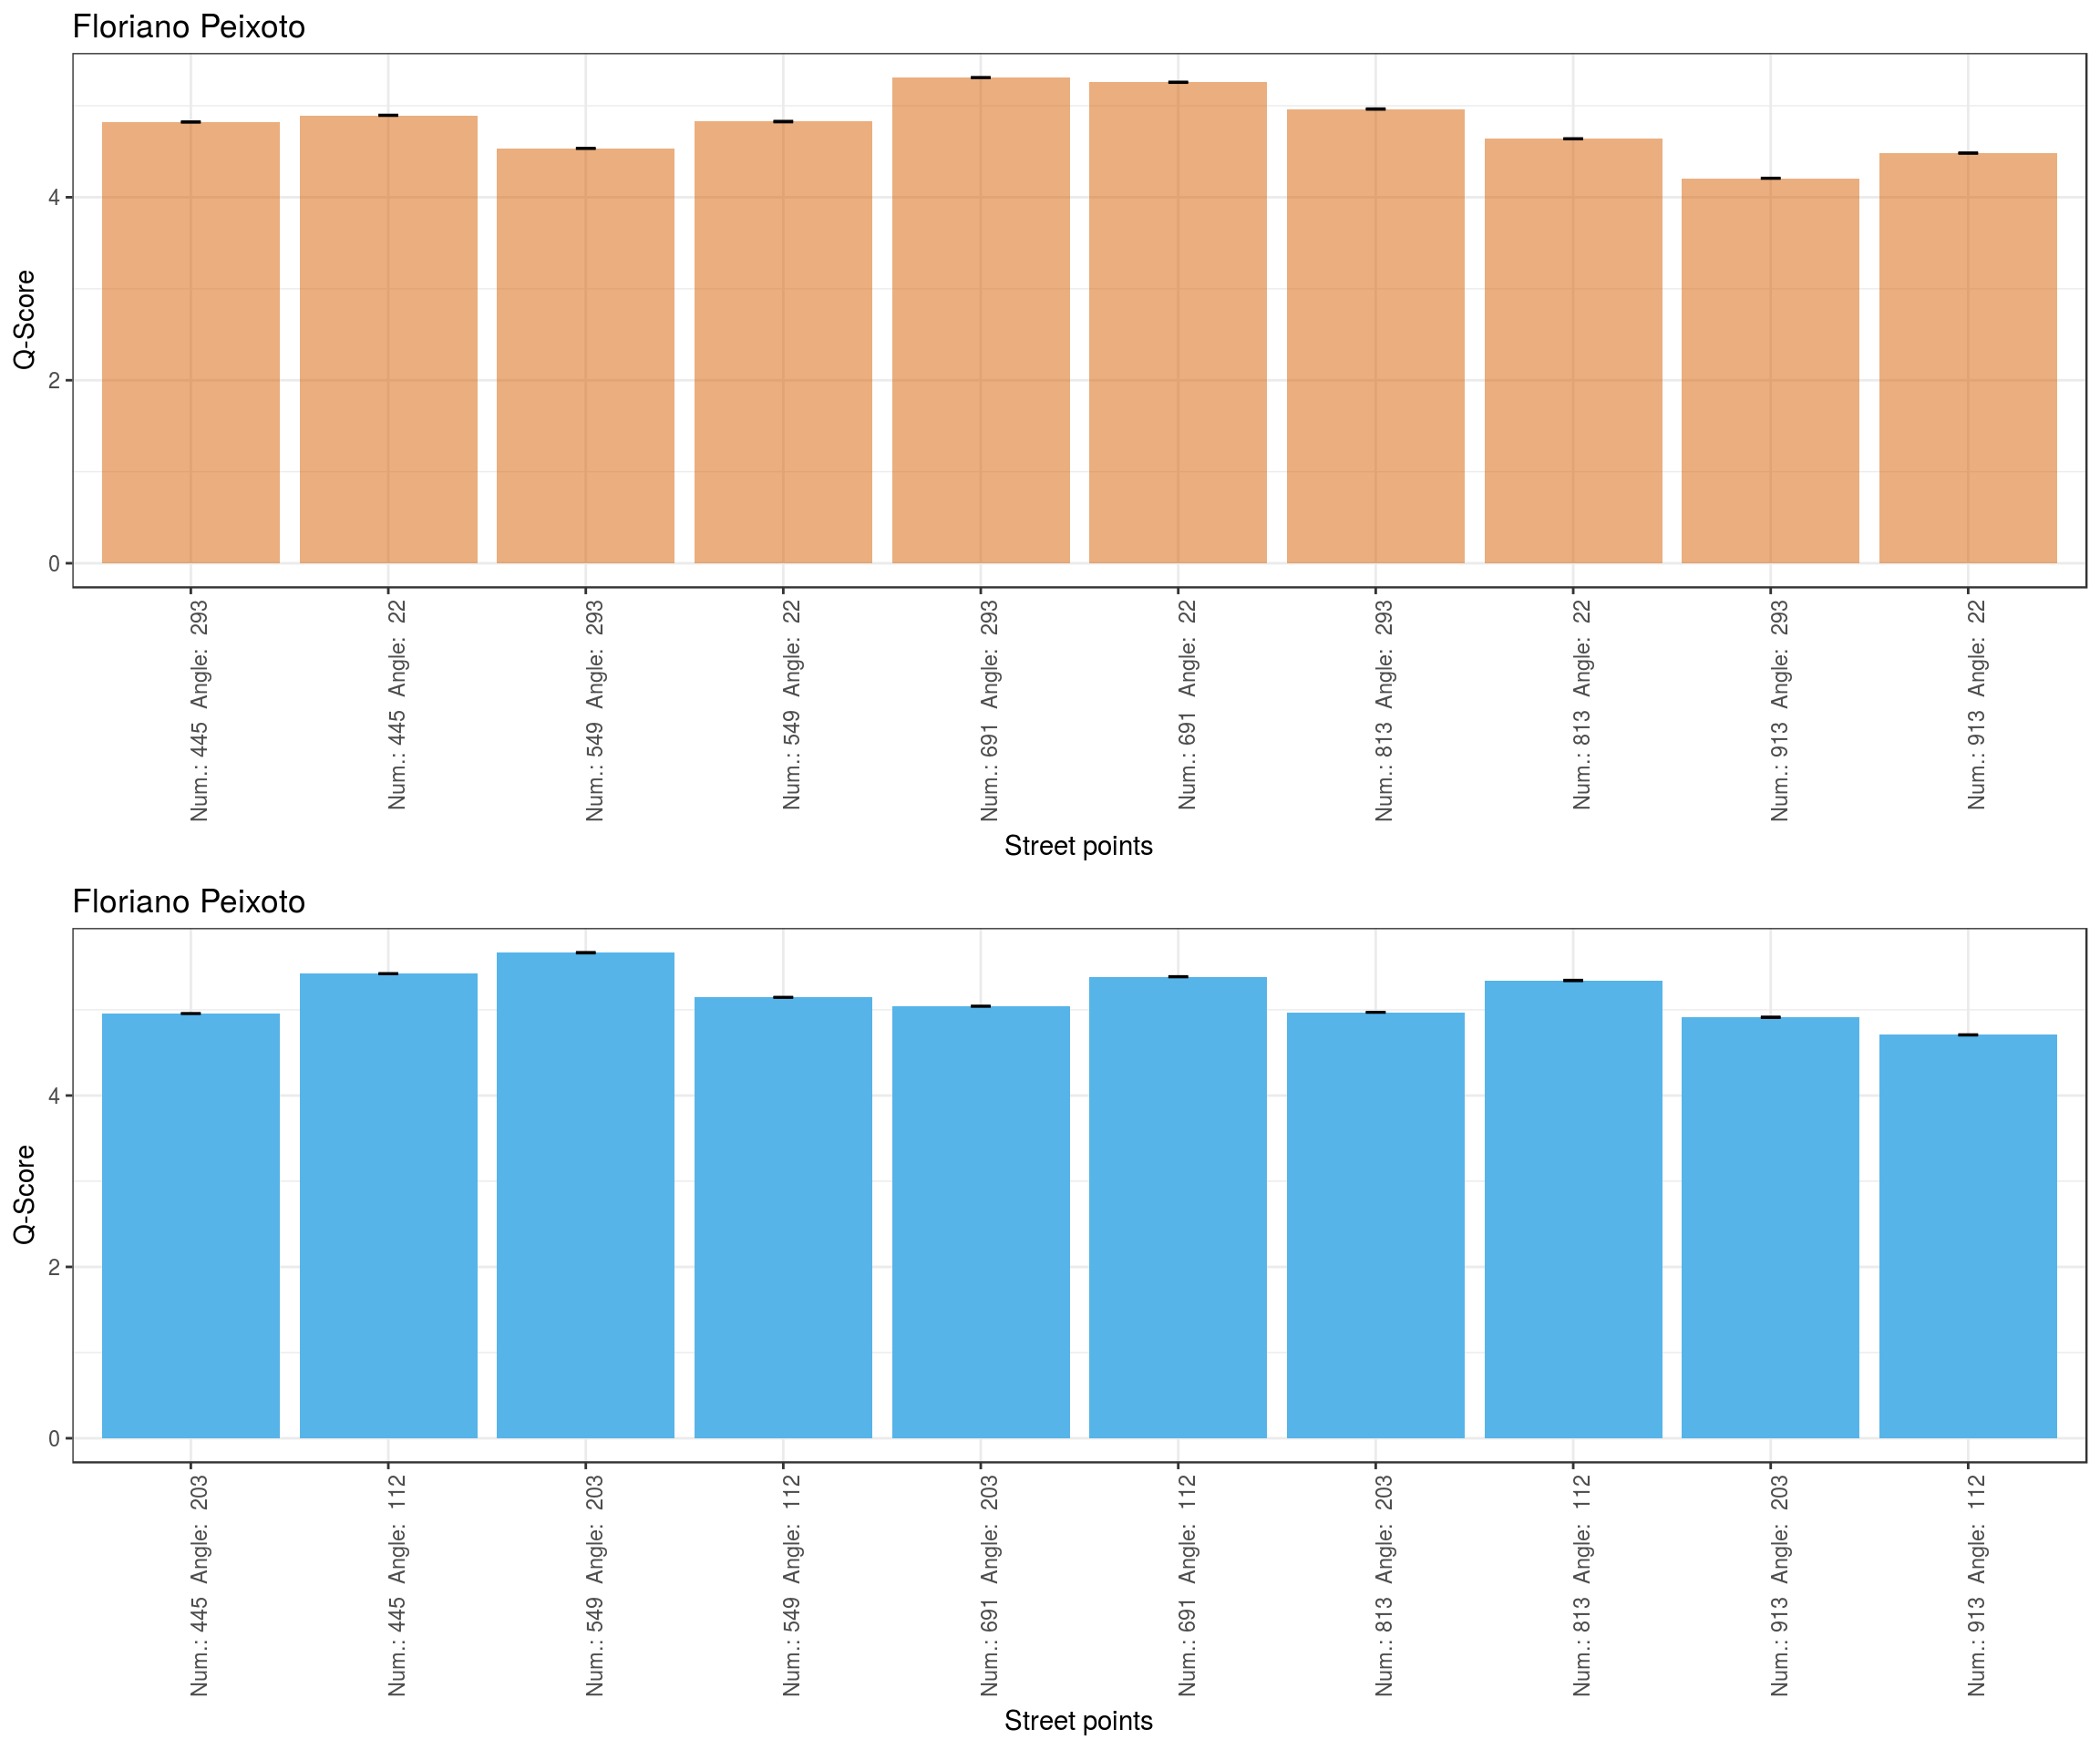 Floriano Peixoto
Q-Score
4
2
0
Num.: 445  Angle:  293
Num.: 445  Angle:  22
Num.: 549  Angle:  293
Num.: 549  Angle:  22
Num.: 691  Angle:  293
Num.: 691  Angle:  22
Num.: 813  Angle:  293
Num.: 813  Angle:  22
Num.: 913  Angle:  293
Num.: 913  Angle:  22
Street points
Floriano Peixoto
Q-Score
4
2
0
Num.: 445  Angle:  203
Num.: 445  Angle:  112
Num.: 549  Angle:  203
Num.: 549  Angle:  112
Num.: 691  Angle:  203
Num.: 691  Angle:  112
Num.: 813  Angle:  203
Num.: 813  Angle:  112
Num.: 913  Angle:  203
Num.: 913  Angle:  112
Street points